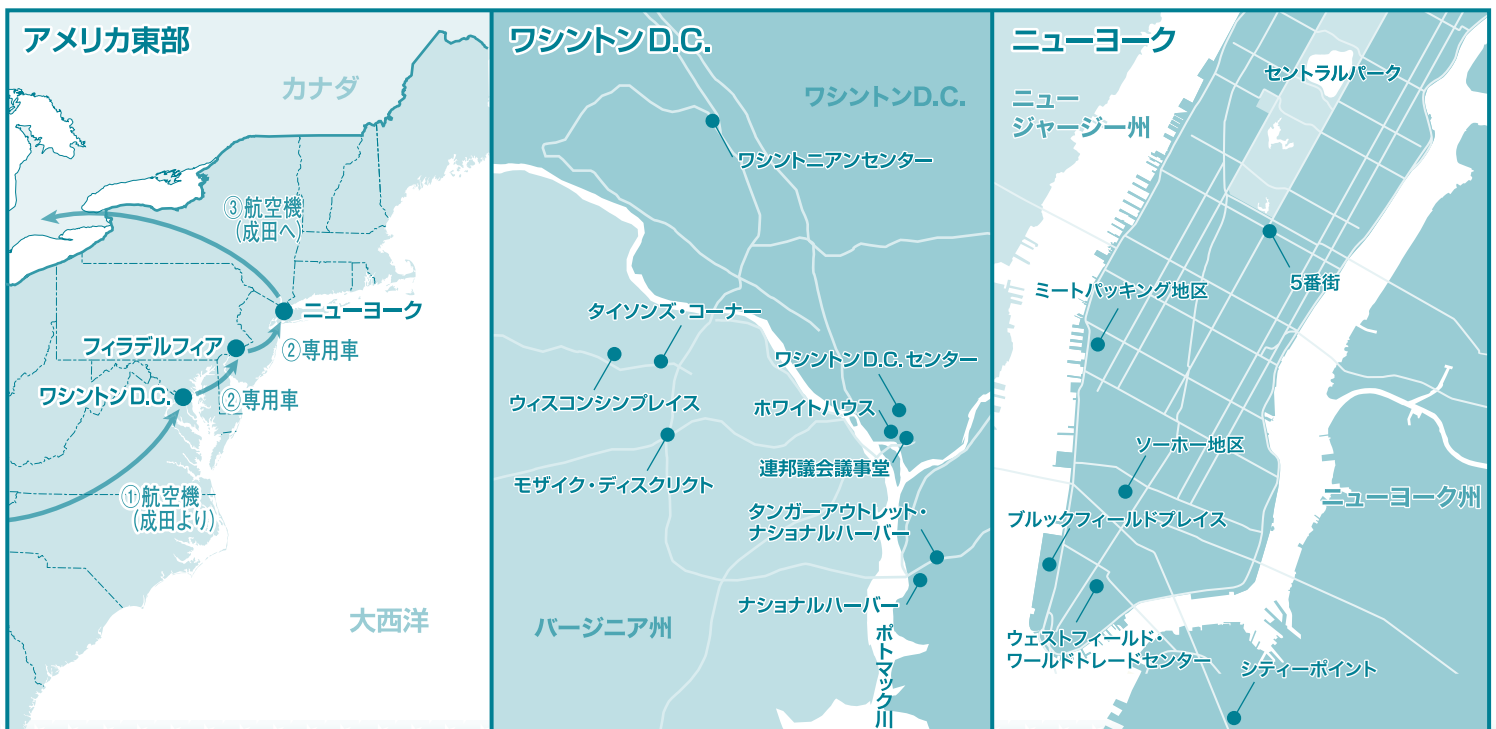 アメリカ東部
カナダ
③航空機
(成田へ)
ニューヨーク
フィラデルフィア
②専用車
ワシントンD.C.
②専用車
①航空機
(成田より)
大西洋
ワシントンD.C.
ワシントンD.C.
ワシントニアンセンター
タイソンズ・コーナー
ワシントンD.C.センター
ウィスコンシンプレイス
ホワイトハウス
連邦議会議事堂
モザイク・ディスクリクト
タンガーアウトレット・
ナショナルハーバー
ナショナルハーバー
バージニア州
ポトマック川
ニューヨーク
セントラルパーク
ニュー
ジャージー州
5番街
ミートパッキング地区
ソーホー地区
ニューヨーク州
ブルックフィールドプレイス
ウェストフィールド・
ワールドトレードセンター
シティーポイント